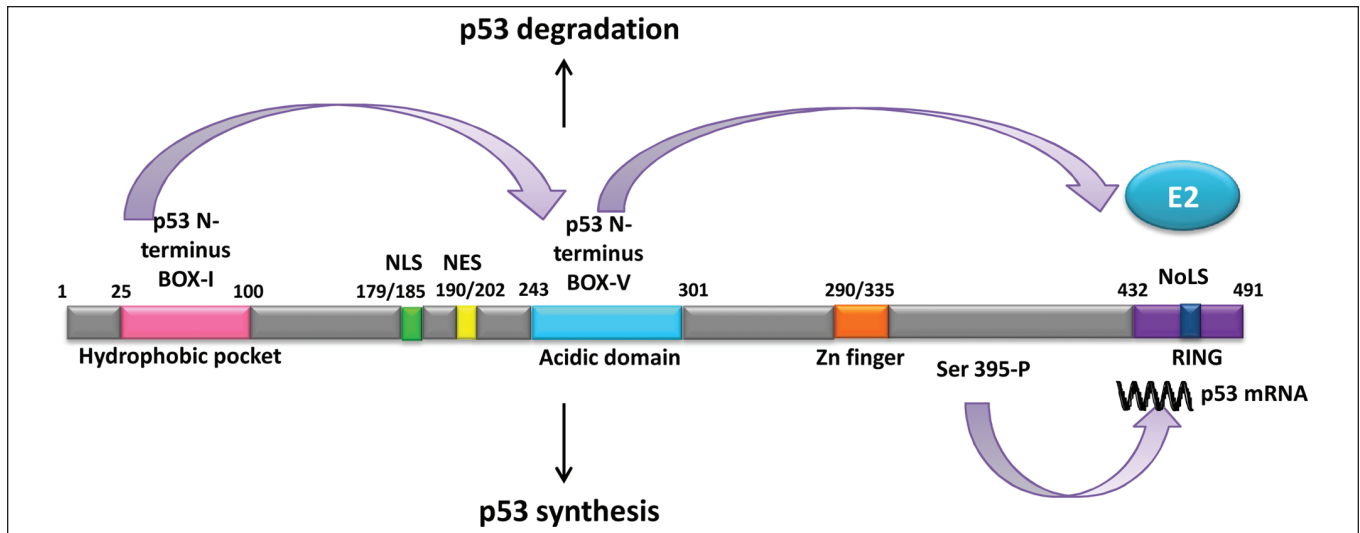 p53 degradation
E2
p53 N-
terminus
BOX-I
p53 N-
terminus
BOX-V
NLS
NES
NoLS
1
25
100
179/185
190/202
243
301
290/335
432
491
Hydrophobic pocket
Acidic domain
Zn finger
RING
Ser 395-P
p53 mRNA
p53 synthesis